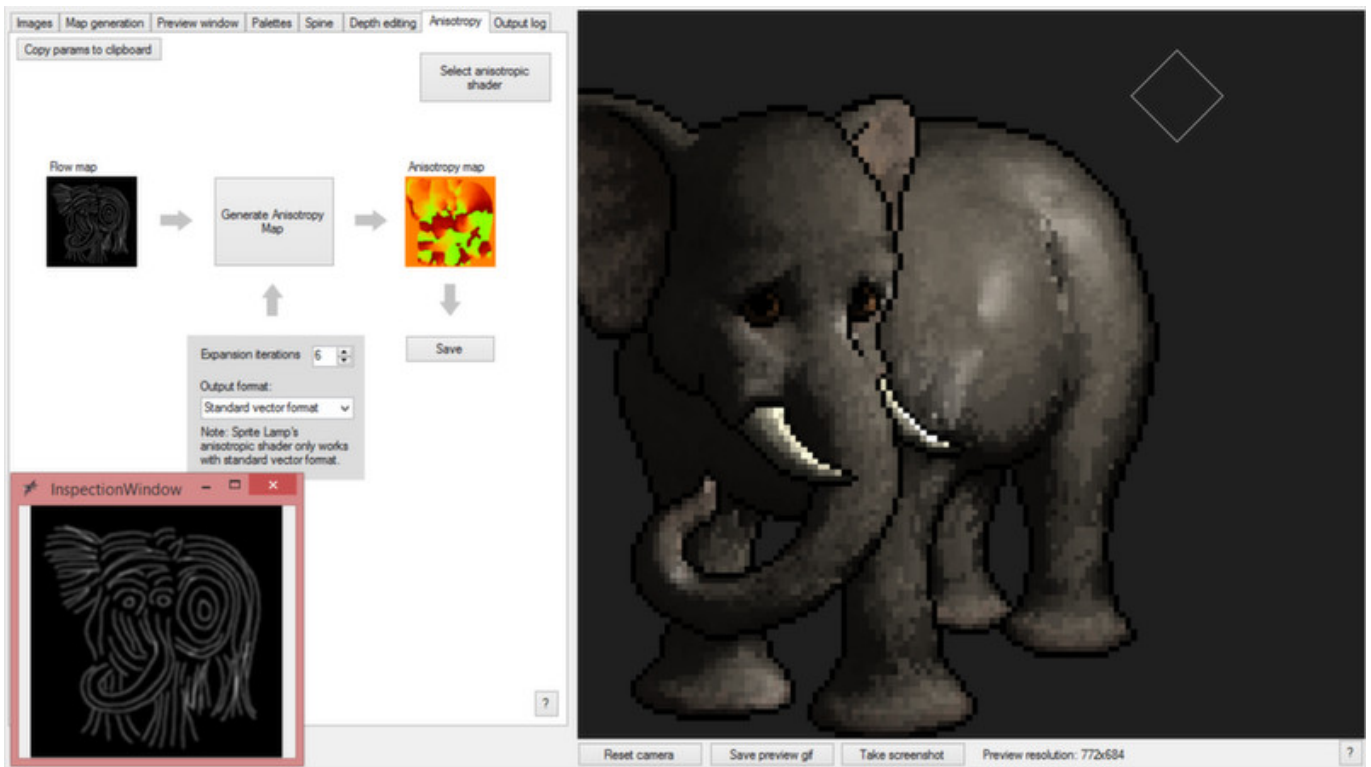 Images Map generation Preview window Palettes Spine Depth editing Anisotropy Output log
Copy params to clipboard
Select anisotropic
shader
Flow map
Anisotropy map
Generate Anisotropy
Map
Expansion iterations 6
Save
Output format:
Standard vector format
Note: Sprite Lamp's
anisotropic shader only works
with standard vector format.
InspectionWindow
?
Reset camera Save preview gif Take screenshot Preview resolution: 772x684 ?